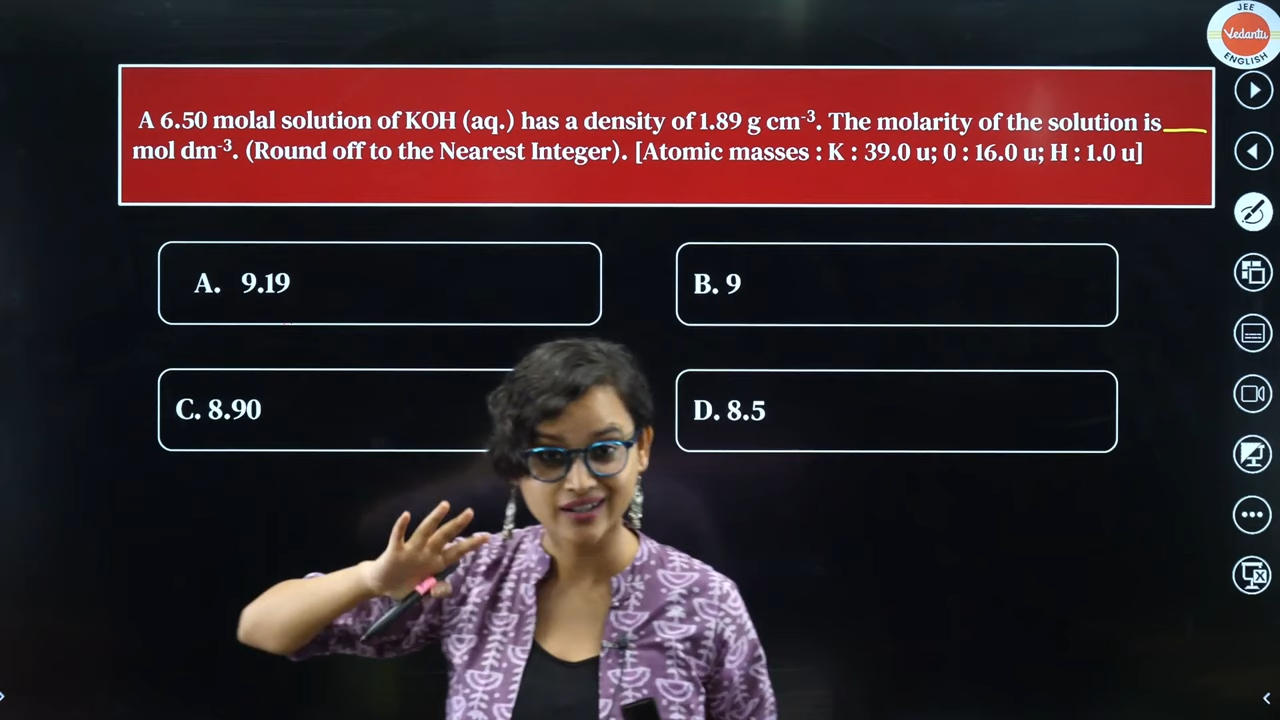 JEE
Vedantu
ENGLISH
A 6.50 molal solution of KOH (aq.) has a density of 1.89 g cm⁻³. The molarity of the solution is___
mol dm⁻³. (Round off to the Nearest Integer). [Atomic masses : K : 39.0 u; 0 : 16.0 u; H : 1.0 u]
A. 9.19
B. 9
C. 8.90
D. 8.5